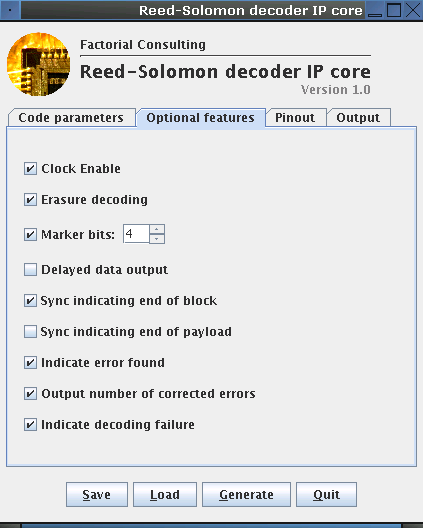 Reed-Solomon decoder IP core
Factorial Consulting
Reed-Solomon decoder IP core
Version 1.0
Code parameters Optional features Pinout Output
Clock Enable
Erasure decoding
Marker bits: 4
Delayed data output
Sync indicating end of block
Sync indicating end of payload
Indicate error found
Output number of corrected errors
Indicate decoding failure
Save Load Generate Quit